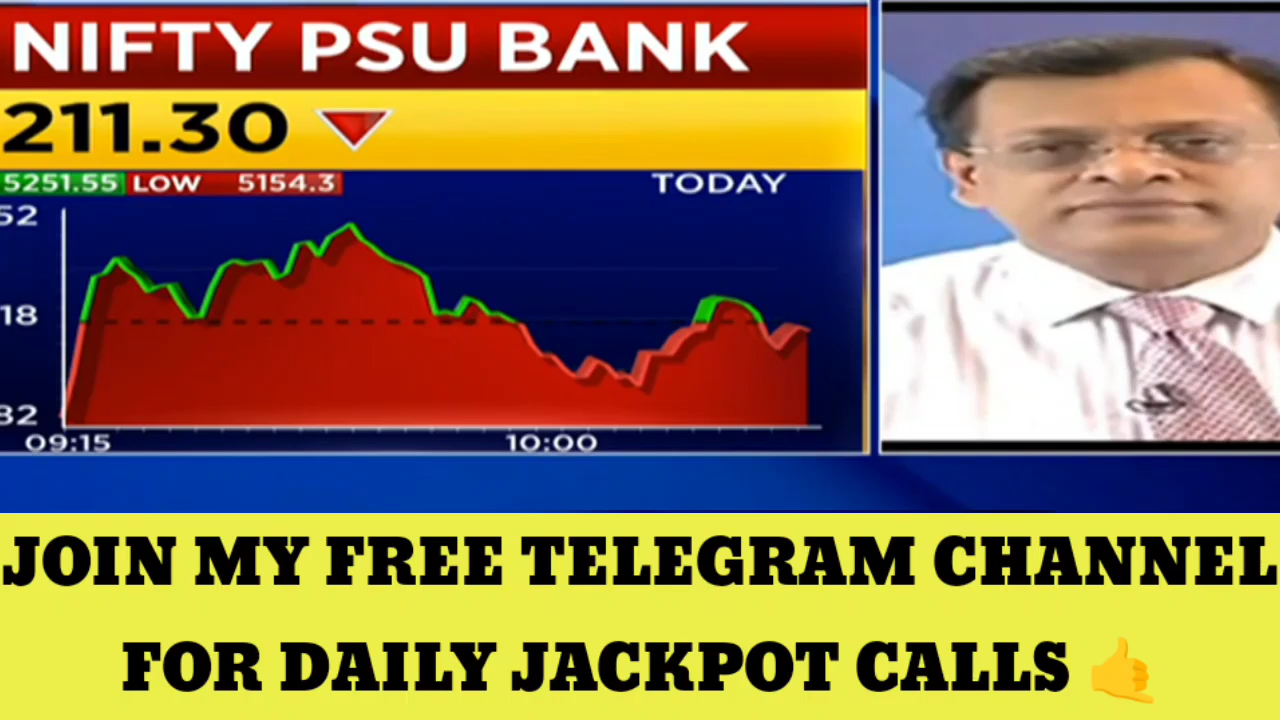 NIFTY PSU BANK
211.30
5251.55 LOW 5154.3
TODAY
52
18
82
09:15 10:00
JOIN MY FREE TELEGRAM CHANNEL
FOR DAILY JACKPOT CALLS 🤙